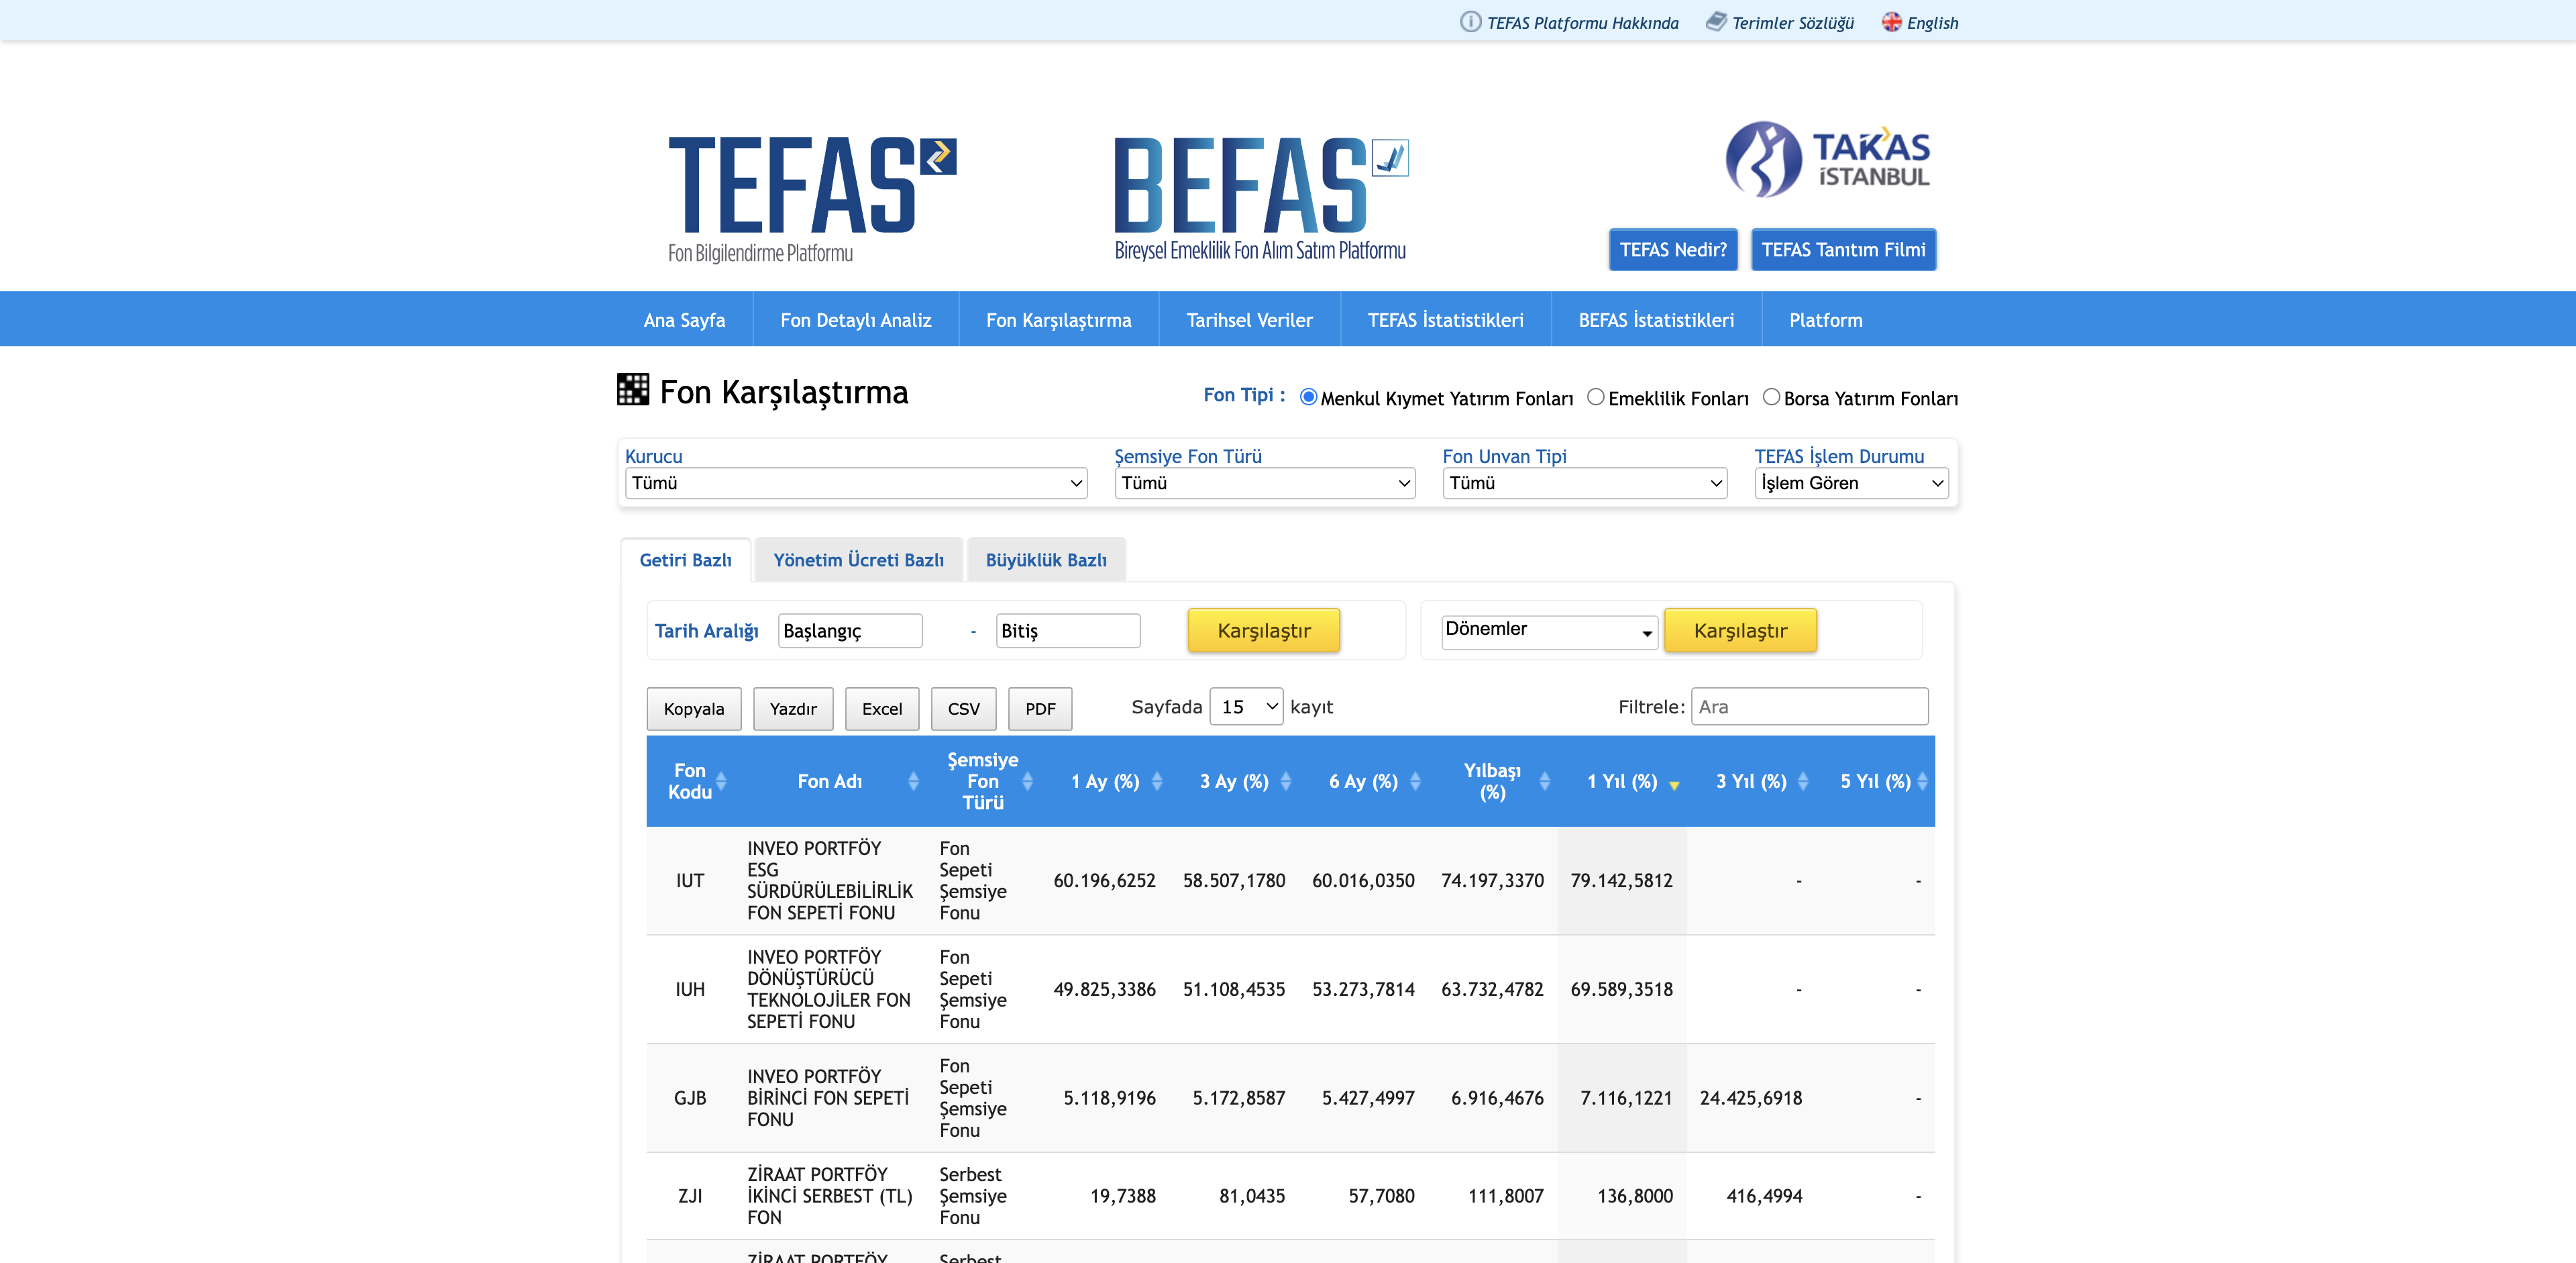 TEFAS Platformu Hakkında Terimler Sözlüğü English
TEFAS
Fon Bilgilendirme Platformu
BEFAS
Bireysel Emeklilik Fon Alım Satım Platformu
TAKAS
İSTANBUL
TEFAS Nedir? TEFAS Tanıtım Filmi
Ana Sayfa Fon Detaylı Analiz Fon Karşılaştırma Tarihsel Veriler TEFAS İstatistikleri BEFAS İstatistikleri Platform
Fon Karşılaştırma
Fon Tipi : Menkul Kıymet Yatırım Fonları Emeklilik Fonları Borsa Yatırım Fonları
Kurucu Şemsiye Fon Türü Fon Unvan Tipi TEFAS İşlem Durumu
Tümü Tümü Tümü İşlem Gören
Getiri Bazlı Yönetim Ücreti Bazlı Büyüklük Bazlı
Tarih Aralığı Başlangıç - Bitiş Karşılaştır Dönemler Karşılaştır
Kopyala Yazdır Excel CSV PDF Sayfada 15 kayıt Filtrele: Ara
Fon Kodu Fon Adı Şemsiye Fon Türü 1 Ay (%) 3 Ay (%) 6 Ay (%) Yılbaşı (%) 1 Yıl (%) 3 Yıl (%) 5 Yıl (%)
IUT INVEO PORTFÖY ESG SÜRDÜRÜLEBİLİRLİK FON SEPETİ FONU Fon Sepeti Şemsiye Fonu 60.196,6252 58.507,1780 60.016,0350 74.197,3370 79.142,5812 - -
IUH INVEO PORTFÖY DÖNÜŞTÜRÜCÜ TEKNOLOJİLER FON SEPETİ FONU Fon Sepeti Şemsiye Fonu 49.825,3386 51.108,4535 53.273,7814 63.732,4782 69.589,3518 - -
GJB INVEO PORTFÖY BİRİNCİ FON SEPETİ FONU Fon Sepeti Şemsiye Fonu 5.118,9196 5.172,8587 5.427,4997 6.916,4676 7.116,1221 24.425,6918 -
ZJI ZİRAAT PORTFÖY İKİNCİ SERBEST (TL) FON Serbest Şemsiye Fonu 19,7388 81,0435 57,7080 111,8007 136,8000 416,4994 -
ZİRAAT PORTFÖY Serbest